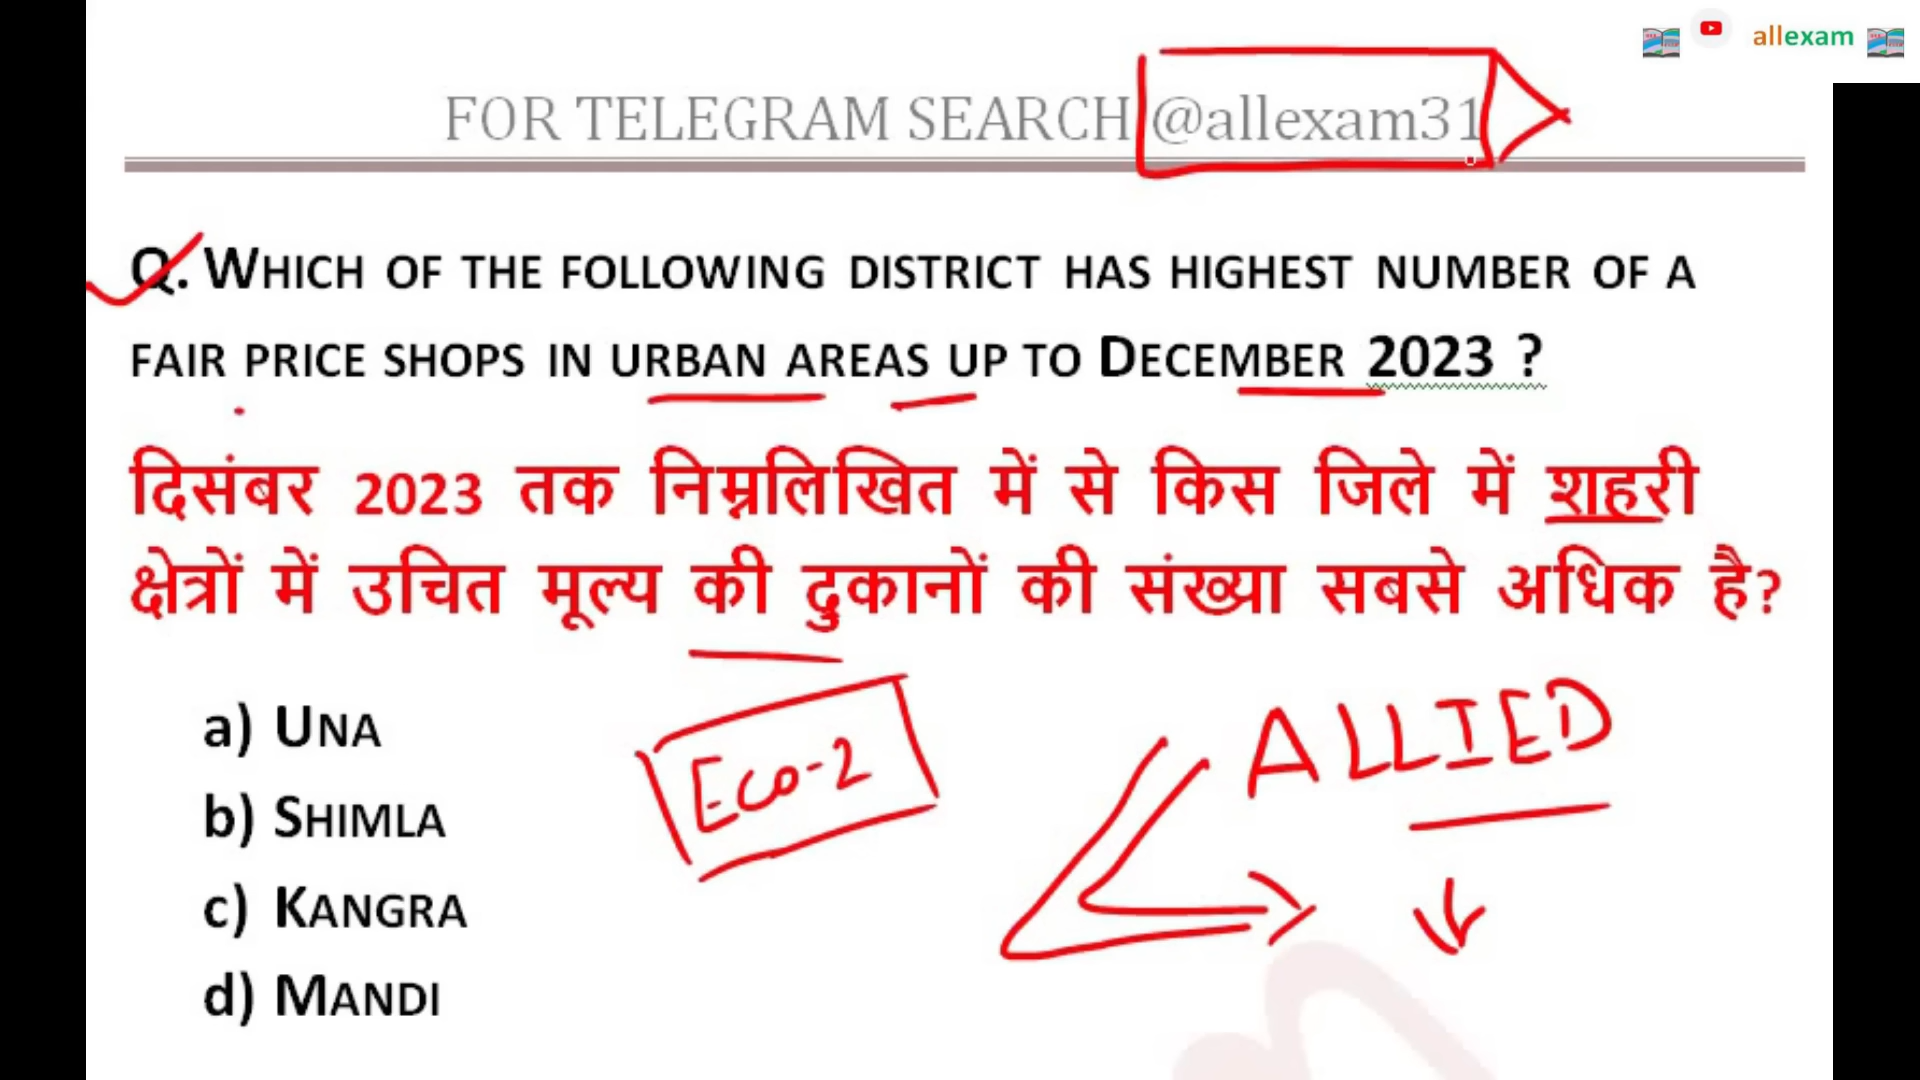 allexam
FOR TELEGRAM SEARCH @allexam31
Q. WHICH OF THE FOLLOWING DISTRICT HAS HIGHEST NUMBER OF A
FAIR PRICE SHOPS IN URBAN AREAS UP TO DECEMBER 2023 ?
दिसंबर 2023 तक निम्नलिखित में से किस जिले में शहरी
क्षेत्रों में उचित मूल्य की दुकानों की संख्या सबसे अधिक है?
a) UNA
b) SHIMLA
c) KANGRA
d) MANDI
Eco-2
ALLIED